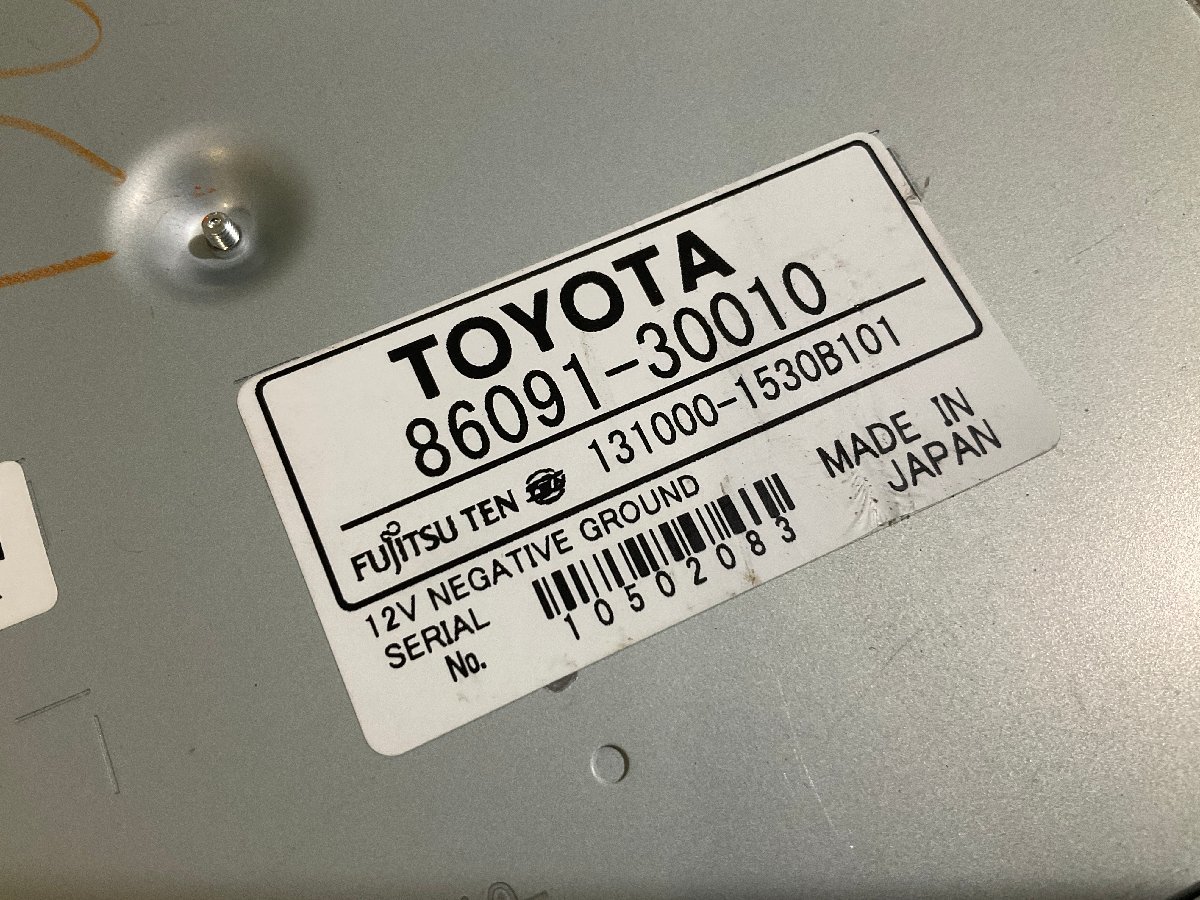 TOYOTA
86091-30010
FUJITSU TEN 131000-1530B101
12V NEGATIVE GROUND
SERIAL No.
10502083
MADE IN
JAPAN